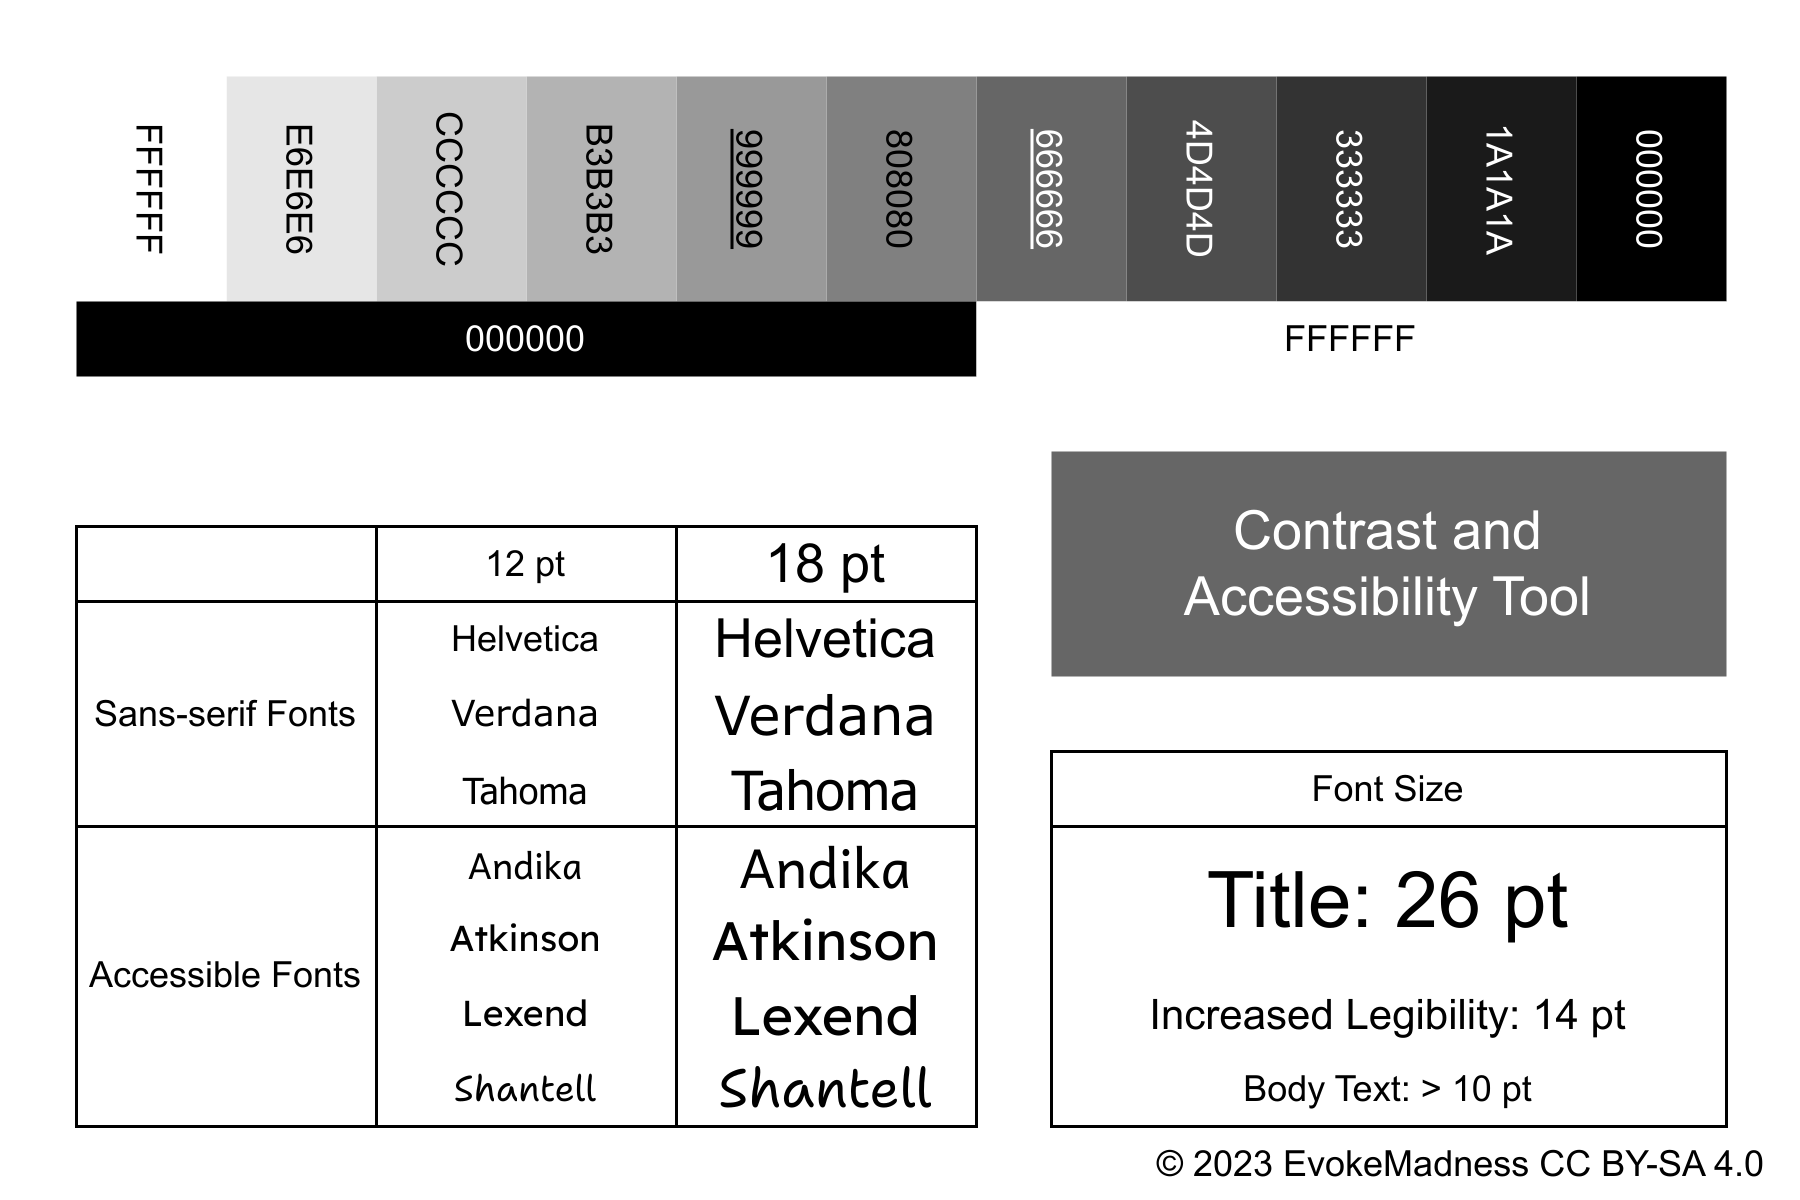 FFFFFF
E6E6E6
CCCCCC
B3B3B3
999999
808080
666666
4D4D4D
333333
1A1A1A
000000
000000
FFFFFF
Contrast and
Accessibility Tool
12 pt 18 pt
Sans-serif Fonts
Helvetica Helvetica
Verdana Verdana
Tahoma Tahoma
Accessible Fonts
Andika Andika
Atkinson Atkinson
Lexend Lexend
Shantell Shantell
Font Size
Title: 26 pt
Increased Legibility: 14 pt
Body Text: > 10 pt
© 2023 EvokeMadness CC BY-SA 4.0